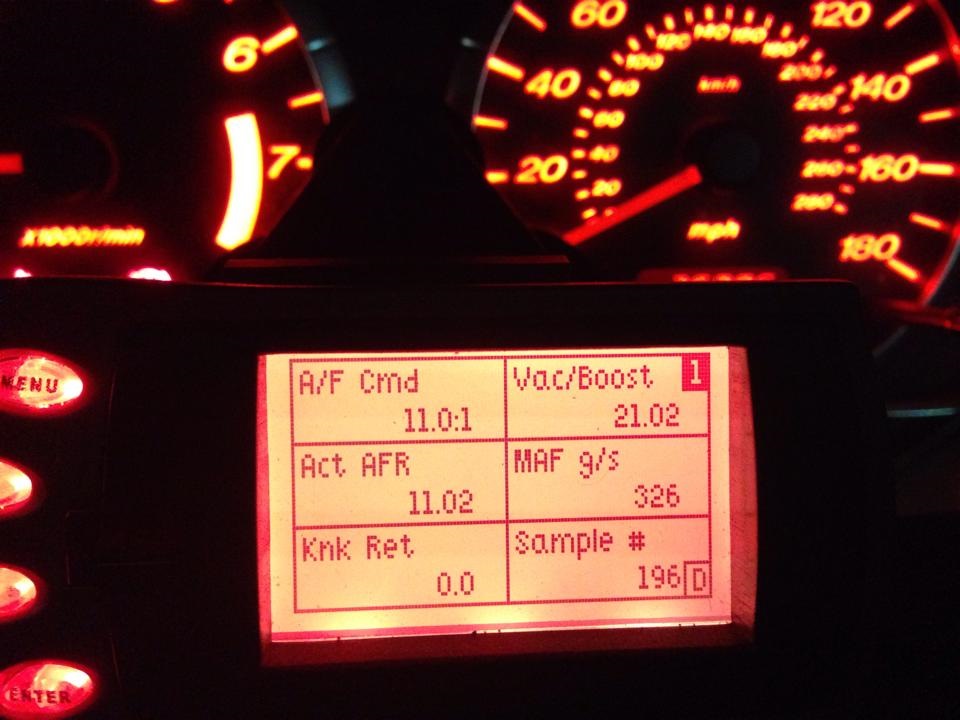 6
7
x1000r/min
60
120
40
140
20
160
180
100
120
140
160
180
200
80
220
60
240
40
260
20
280
km/h
mph
MENU
ENTER
A/F Cmd
11.0:1
Vac/Boost
1
21.02
Act AFR
11.02
MAF g/s
326
Knk Ret
0.0
Sample #
196
D